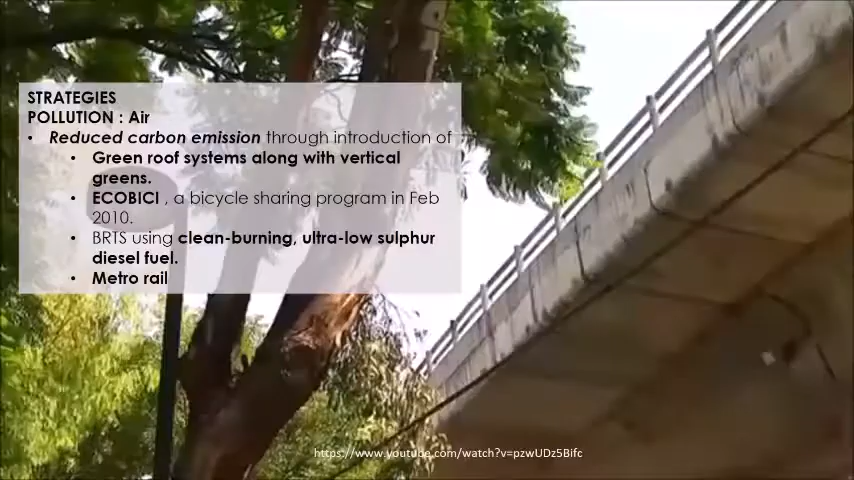 STRATEGIES
POLLUTION : Air
• Reduced carbon emission through introduction of
• Green roof systems along with vertical
greens.
• ECOBICI , a bicycle sharing program in Feb
2010.
• BRTS using clean-burning, ultra-low sulphur
diesel fuel.
• Metro rail
https://www.youtube.com/watch?v=pzwUDz5Bifc